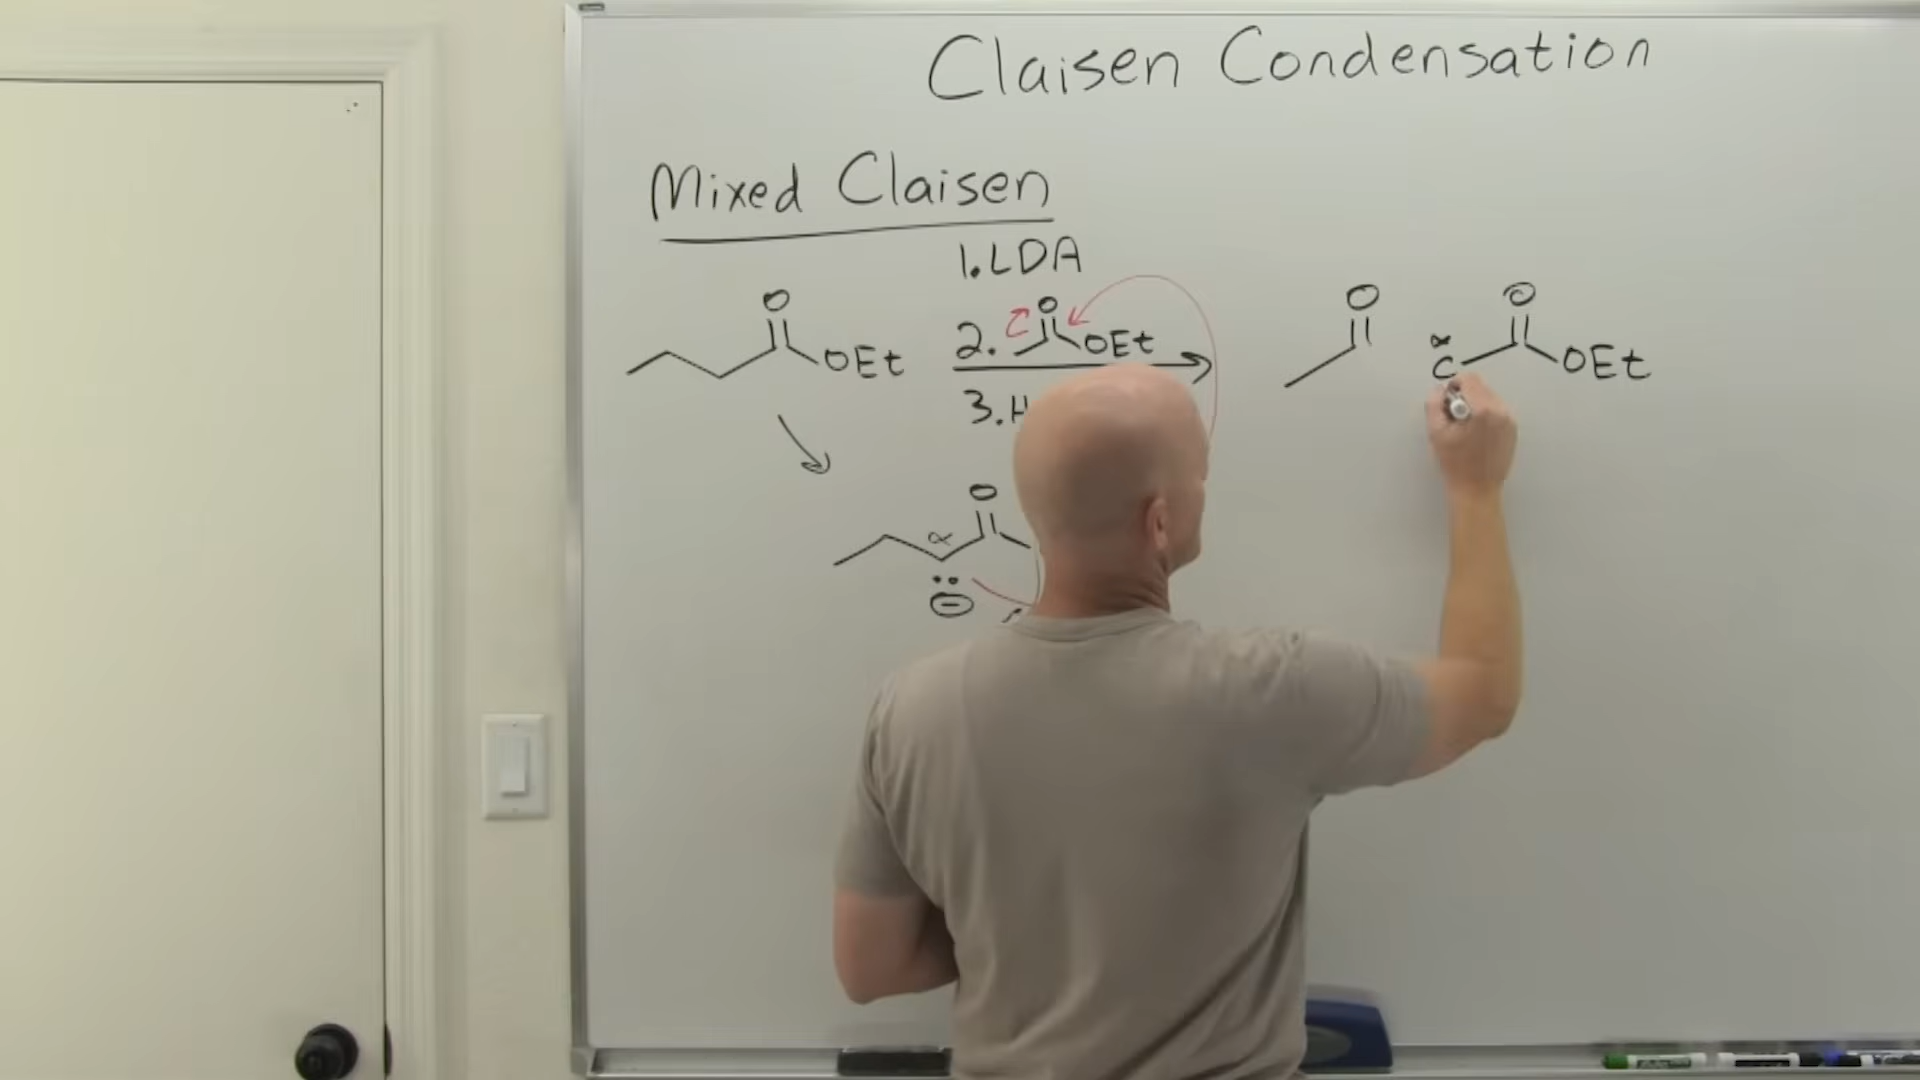 Claisen Condensation
Mixed Claisen
1. LDA
O
OEt
2. O OEt
3. H
O
O
α
C
OEt
O
α
⊖